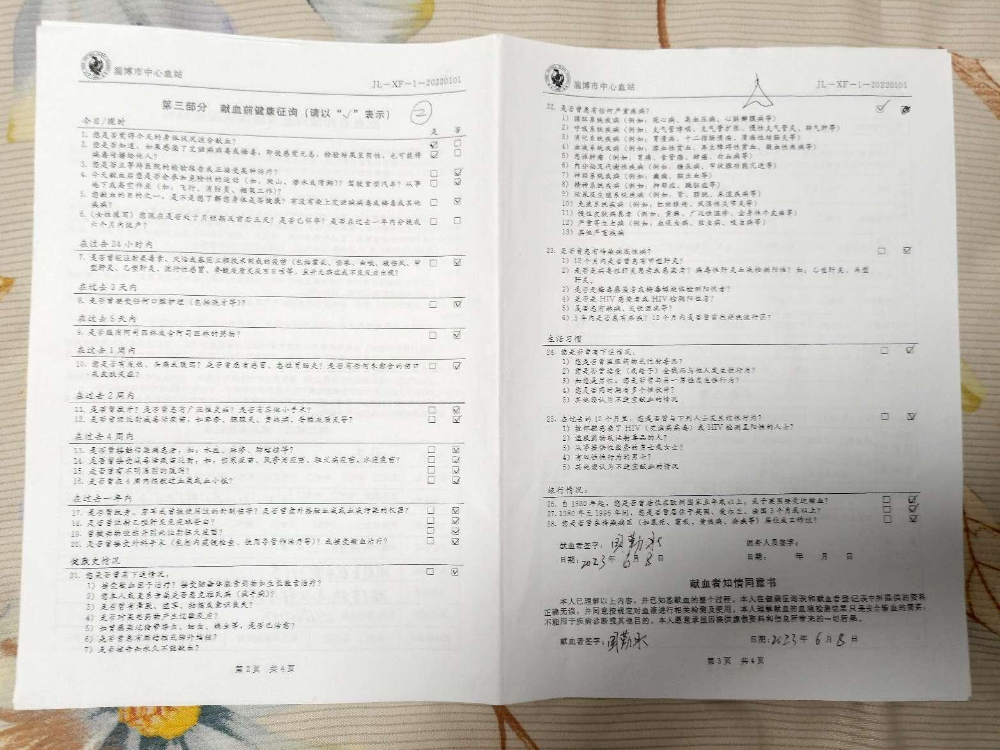 淄博市中心血站
JL-XF-1-20220101
第三部分 献血前健康征询（请以“√”表示） ②
今日/现时
是 否
1. 您是否觉得今天的身体状况适合献血？
2. 您是否知道，如果感染了艾滋病病毒或梅毒，即使感觉无恙，检验结果呈阴性，也可能将
病毒传播给他人？
3. 您是否正等待医院的检验报告或正接受某种治疗？
4. 今天献血后您是否会参加危险性的运动（如：爬山、潜水或滑翔）？驾驶重型汽车？从事
地下或高空作业（如：飞行、消防员、棚架工作）？
5. 您献血的目的之一，是不是想了解您身体是否健康？有没有染上艾滋病病毒或梅毒或其他
疾病？
6.（女性填写）您现在是否处于月经期及前后三天？是否已怀孕？是否在过去一年内分娩或
六个月内流产？
在过去24小时内
7. 是否曾经注射类毒素、灭活或基因工程技术制成的疫苗（包括霍乱、伤寒、白喉、破伤风、甲
型肝炎、乙型肝炎、流行性感冒、脊髓灰质炎或百日咳等，且并无病症或不良反应出现？
在过去3天内
8. 是否曾接受任何口腔护理（包括洗牙等）？
在过去5天内
9. 是否服用阿司匹林或含阿司匹林的药物？
在过去1周内
10. 您是否有发热、头痛或腹泻？是否曾患有感冒、急性胃肠炎？是否有任何未愈合的伤口
或皮肤炎症？
在过去2周内
11. 是否曾拔牙？是否曾患有广泛性炎症？是否有其他小手术？
12. 是否曾经注射减毒活疫苗，如麻疹、腮腺炎、黄热病、脊髓灰质炎等？
在过去4周内
13. 是否曾接触传染病患者，如：水痘、麻疹、肺结核等？
14. 是否曾接受减毒活疫苗注射，如：伤寒疫苗、风疹活疫苗、狂犬病疫苗、水痘疫苗？
15. 是否曾有不明原因的腹泻？
16. 是否曾在4周内捐献过血浆或血小板？
在过去一年内
17. 是否曾纹身、穿耳或曾被使用过的针刺伤等？是否曾意外接触血液或血液污染的仪器？
18. 是否曾注射乙型肝炎免疫球蛋白？
19. 曾被动物咬伤并因此注射狂犬疫苗？
20. 是否曾接受外科手术（包括内窥镜检查、使用导管作治疗等）？或接受输血治疗？
健康史情况
21. 您是否曾有下述情况：
1）接受凝血因子治疗？接受脑垂体激素药物如生长激素治疗？
2）您本人或直系亲属是否患克雅氏病（疯牛病）？
3）是否曾有晕厥、痉挛、抽搐或意识丧失？
4）是否对某些药物产生过敏反应？
5）如曾感染过猪带绦虫、蛔虫、蛲虫等，是否已治愈？
6）是否曾患有肺结核或肺外结核？
7）是否被告知永久不能献血？
第2页 共4页
淄博市中心血站
JL-XF-1-20220101
22. 是否曾患有任何严重疾病？
1）循环系统疾病（例如：冠心病、高血压病、心脏瓣膜病等）
2）呼吸系统疾病（例如：支气管哮喘、支气管扩张、慢性支气管炎、肺气肿等）
3）消化系统疾病（例如：胃溃疡、十二指肠溃疡、溃疡性结肠炎等）
4）血液系统疾病（例如：溶血性贫血、再生障碍性贫血、凝血性疾病等）
5）恶性肿瘤（例如：胃癌、食管癌、肺癌、白血病等）
6）内分泌及代谢性疾病（例如：糖尿病、甲状腺功能亢进等）
7）神经系统疾病（例如：癫痫、脑出血等）
8）精神系统疾病（例如：抑郁症、躁狂症等）
9）泌尿及生殖系统疾病（例如：肾、膀胱、尿道疾病等）
10）免疫系统疾病（例如：红斑狼疮、风湿性关节炎等）
11）慢性皮肤病患者（例如：黄癣、广泛性湿疹、全身性牛皮癣等）
12）严重寄生虫病（例如：血吸虫病、丝虫病、吸虫病等）
13）其他严重疾病
23. 是否曾患有传染病或性病？
1）12个月内是否曾患有甲型肝炎？
2）是否是病毒性肝炎患者或感染者？病毒性肝炎血液检测阳性？如：乙型肝炎、丙型
肝炎。
3）是否是梅毒感染者或梅毒螺旋体检测阳性者？
4）是否是HIV感染者或HIV检测阳性者？
5）是否患有淋病、尖锐湿疣等？
6）3年内是否患有疟疾？12个月内是否曾前往疟疾流行区？
生活习惯
24. 您是否曾有下述情况：
1）您是否曾滥服药物或注射毒品？
2）您是否曾接受（或给予）金钱而与他人发生性行为？
3）如您是男性，您是否曾与另一男性发生性行为？
4）您是否同时期有多个性伙伴？
5）其他您认为不适宜献血的情况
25. 在过去的12个月里，您是否曾与下列人士发生过性行为？
1）被怀疑感染了HIV（艾滋病病毒）或HIV检测呈阳性的人士？
2）滥服药物或注射毒品的人？
3）从事提供性服务的男士或女士？
4）有双性性行为的男士？
5）其他您认为不适宜献血的情况
旅行情况：
26. 自1980年起，您是否曾居住在欧洲国家五年或以上，或于英国接受过输血？
27. 1980年至1996年间，您是否曾居住于英国、爱尔兰、法国3个月或以上？
28. 您是否曾在传染病区（如鼠疫、霍乱、黄热病、疟疾等）居住或工作过？
献血者签字： 医务人员签字：
日期：2023年6月8日 日期： 年 月 日
献血者知情同意书
本人已理解以上内容，并已知悉献血的整个过程。本人在健康征询表和献血者登记表中所提供的资料
正确无误，并同意按规定对血液进行相关检测及使用。本人理解献血的血液检测结果只是安全输血的需要，
不能用于疾病诊断或其他目的。本人愿意承担因提供虚假资料和信息所带来的一切后果。
献血者签字： 日期：2023年6月8日
第3页 共4页